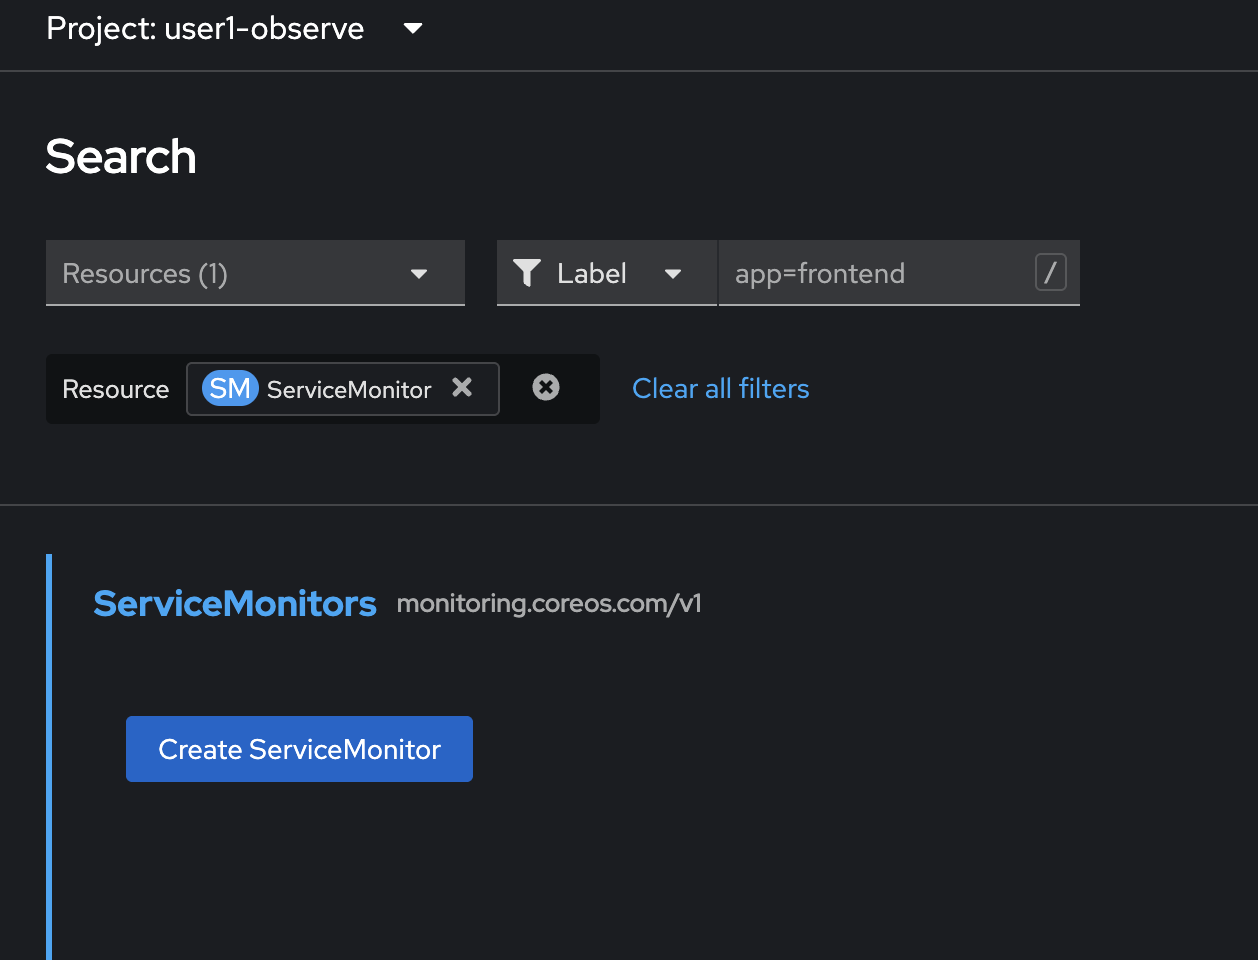 Project: user1-observe
Search
Resources (1)
Label
app=frontend
/
Resource
SM ServiceMonitor
Clear all filters
ServiceMonitors monitoring.coreos.com/v1
Create ServiceMonitor